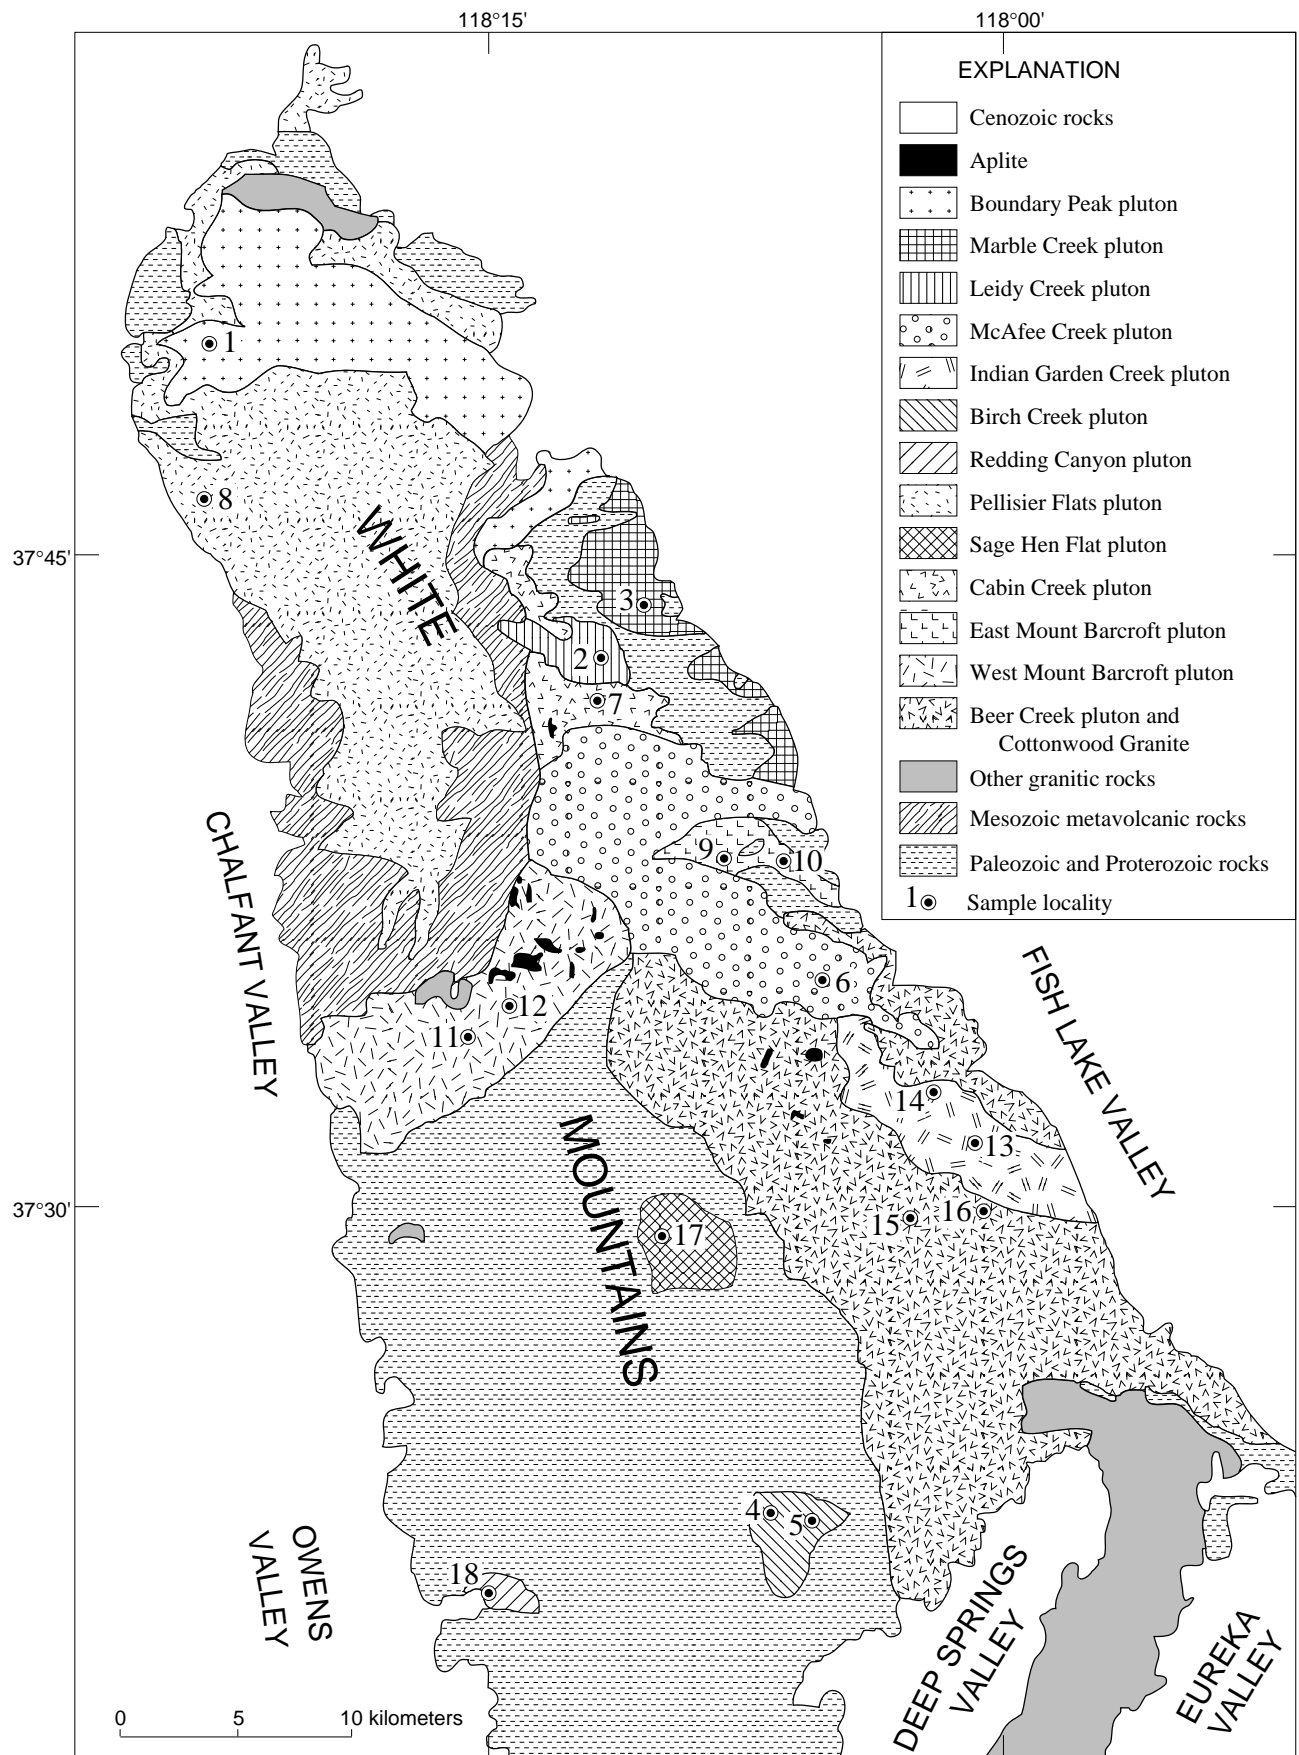 118°15'
118°00'
EXPLANATION
Cenozoic rocks
Aplite
Boundary Peak pluton
Marble Creek pluton
Leidy Creek pluton
McAfee Creek pluton
Indian Garden Creek pluton
Birch Creek pluton
Redding Canyon pluton
Pellisier Flats pluton
Sage Hen Flat pluton
Cabin Creek pluton
East Mount Barcroft pluton
West Mount Barcroft pluton
Beer Creek pluton and
Cottonwood Granite
Other granitic rocks
Mesozoic metavolcanic rocks
Paleozoic and Proterozoic rocks
1 Sample locality
1
8
WHITE
37°45'
3
2
7
CHALFANT VALLEY
9
10
6
12
11
FISH LAKE VALLEY
14
13
MOUNTAINS
37°30'
15
16
17
4
5
18
OWENS
VALLEY
DEEP SPRINGS
VALLEY
EUREKA
VALLEY
0 5 10 kilometers